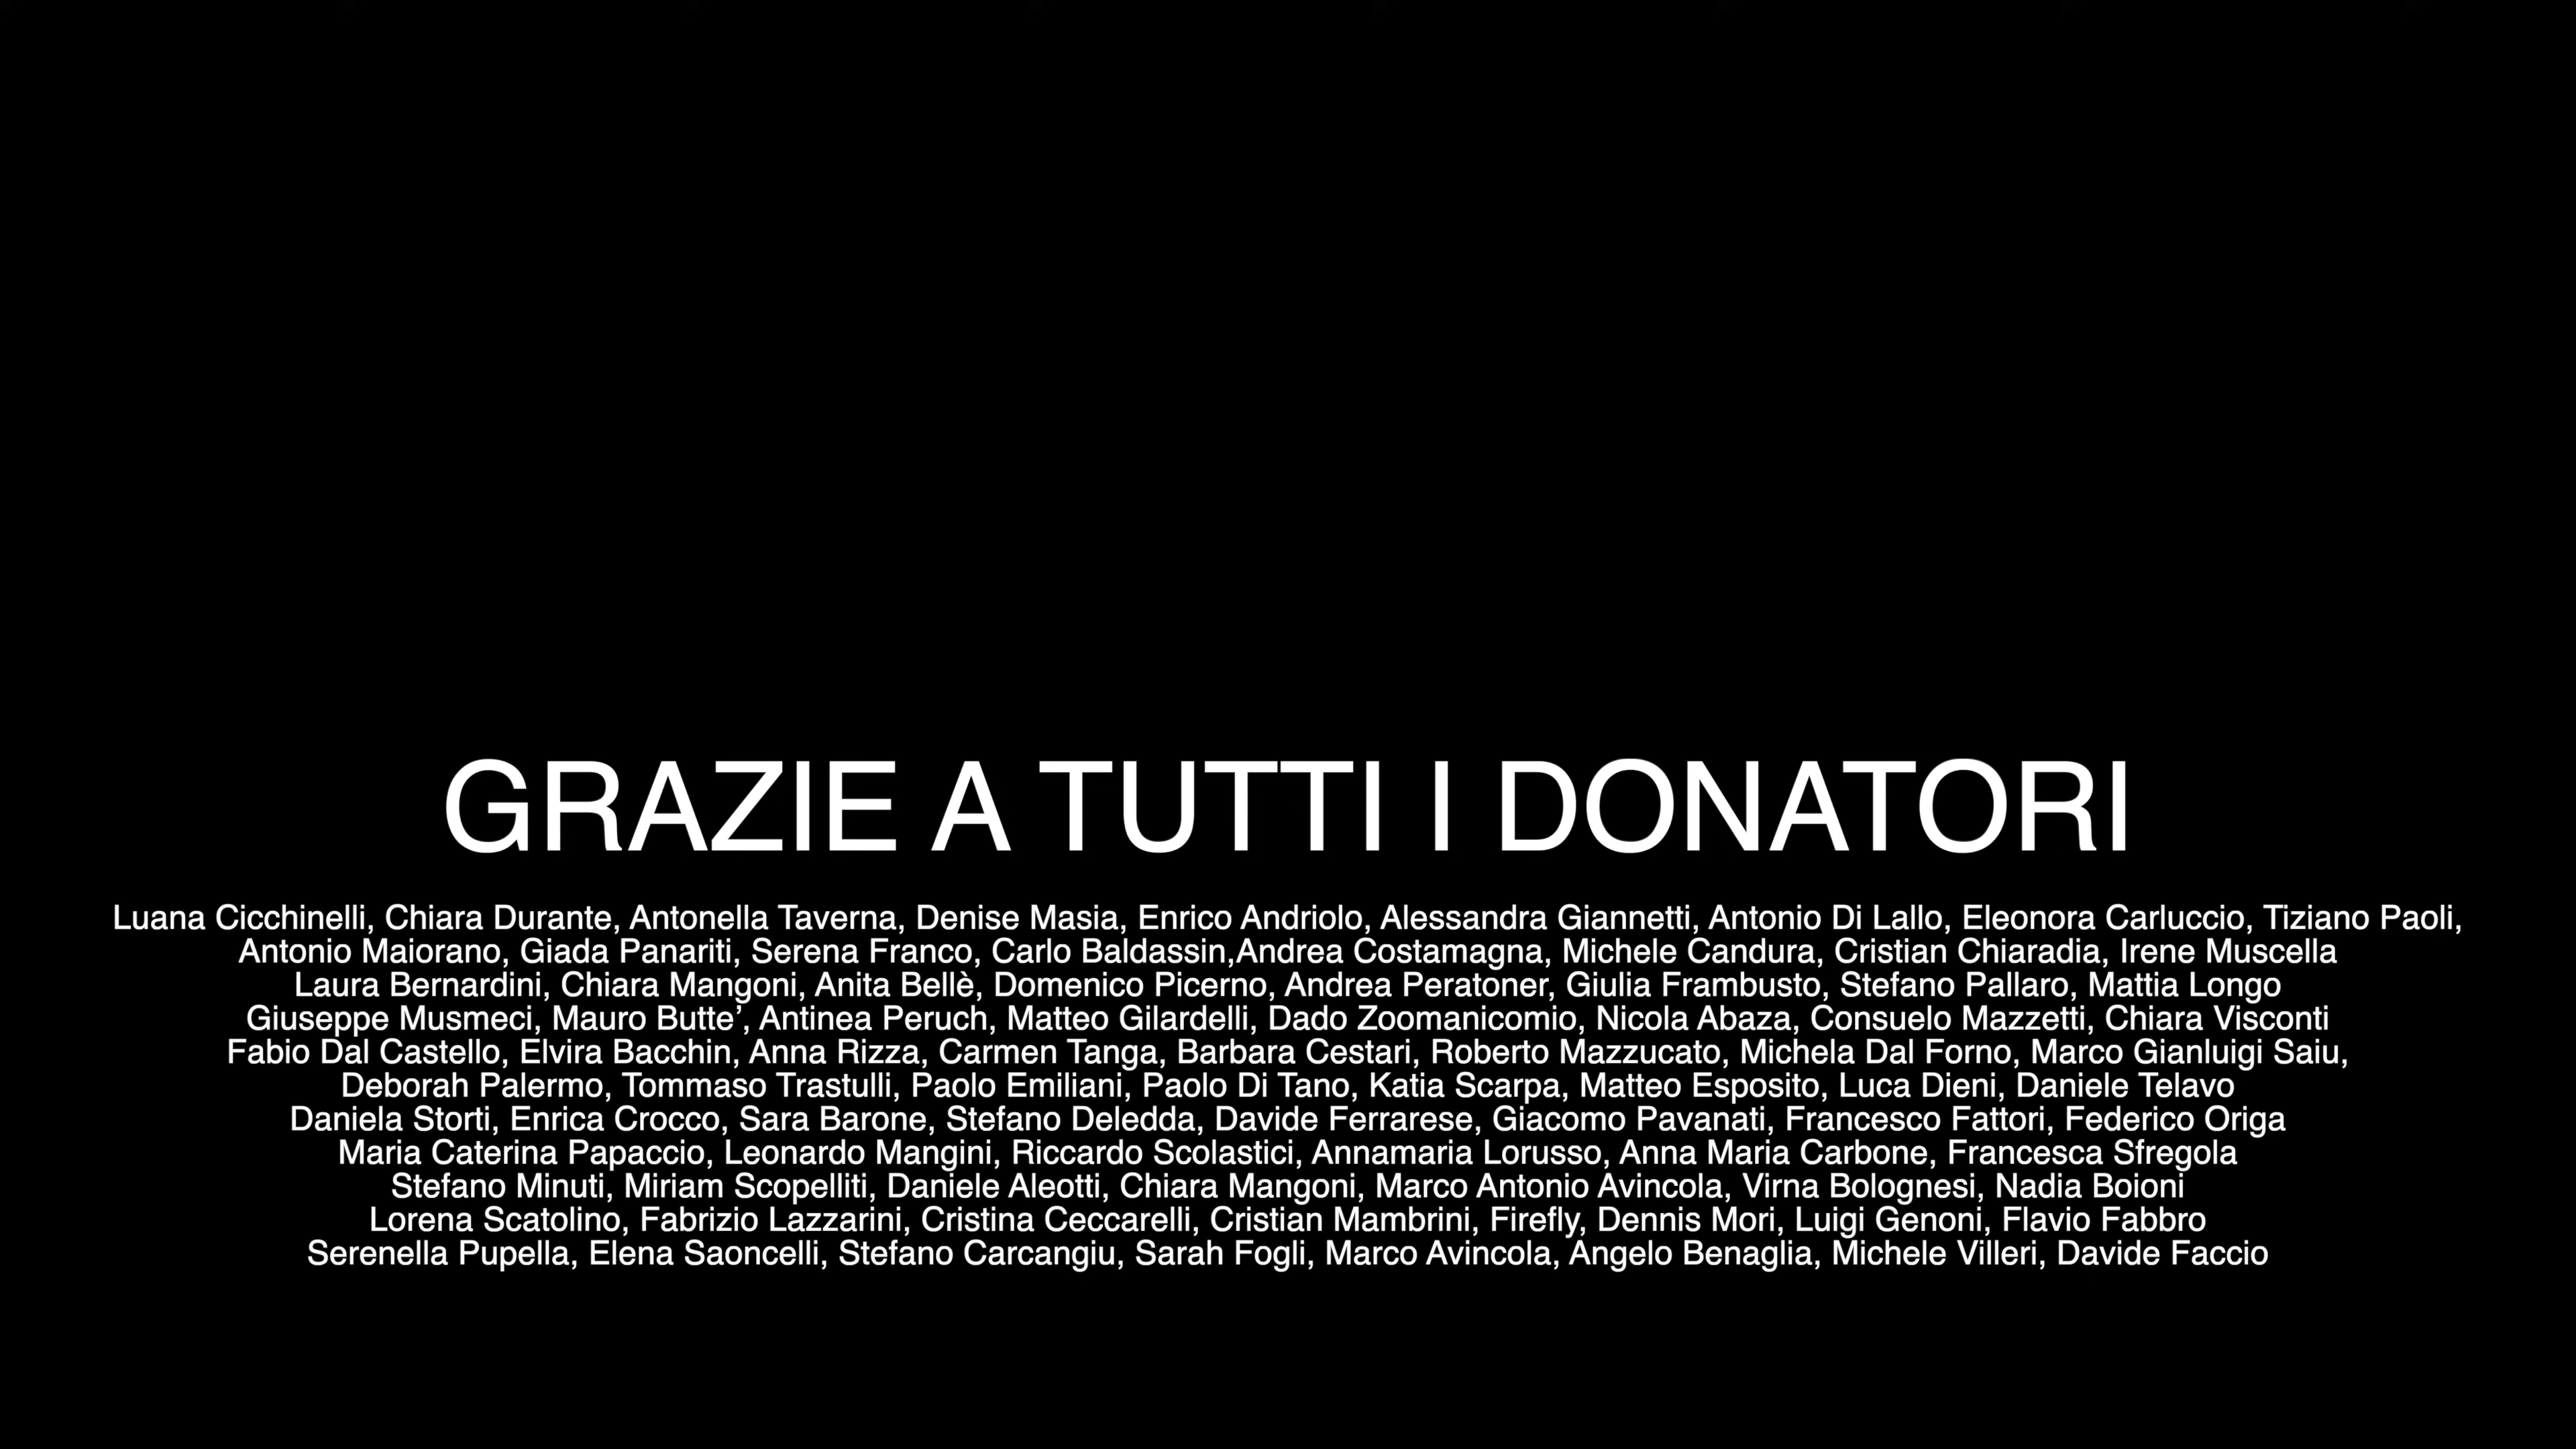 GRAZIE A TUTTI I DONATORI
Luana Cicchinelli, Chiara Durante, Antonella Taverna, Denise Masia, Enrico Andriolo, Alessandra Giannetti, Antonio Di Lallo, Eleonora Carluccio, Tiziano Paoli,
Antonio Maiorano, Giada Panariti, Serena Franco, Carlo Baldassin,Andrea Costamagna, Michele Candura, Cristian Chiaradia, Irene Muscella
Laura Bernardini, Chiara Mangoni, Anita Bellè, Domenico Picerno, Andrea Peratoner, Giulia Frambusto, Stefano Pallaro, Mattia Longo
Giuseppe Musmeci, Mauro Butte’, Antinea Peruch, Matteo Gilardelli, Dado Zoomanicomio, Nicola Abaza, Consuelo Mazzetti, Chiara Visconti
Fabio Dal Castello, Elvira Bacchin, Anna Rizza, Carmen Tanga, Barbara Cestari, Roberto Mazzucato, Michela Dal Forno, Marco Gianluigi Saiu,
Deborah Palermo, Tommaso Trastulli, Paolo Emiliani, Paolo Di Tano, Katia Scarpa, Matteo Esposito, Luca Dieni, Daniele Telavo
Daniela Storti, Enrica Crocco, Sara Barone, Stefano Deledda, Davide Ferrarese, Giacomo Pavanati, Francesco Fattori, Federico Origa
Maria Caterina Papaccio, Leonardo Mangini, Riccardo Scolastici, Annamaria Lorusso, Anna Maria Carbone, Francesca Sfregola
Stefano Minuti, Miriam Scopelliti, Daniele Aleotti, Chiara Mangoni, Marco Antonio Avincola, Virna Bolognesi, Nadia Boioni
Lorena Scatolino, Fabrizio Lazzarini, Cristina Ceccarelli, Cristian Mambrini, Firefly, Dennis Mori, Luigi Genoni, Flavio Fabbro
Serenella Pupella, Elena Saoncelli, Stefano Carcangiu, Sarah Fogli, Marco Avincola, Angelo Benaglia, Michele Villeri, Davide Faccio